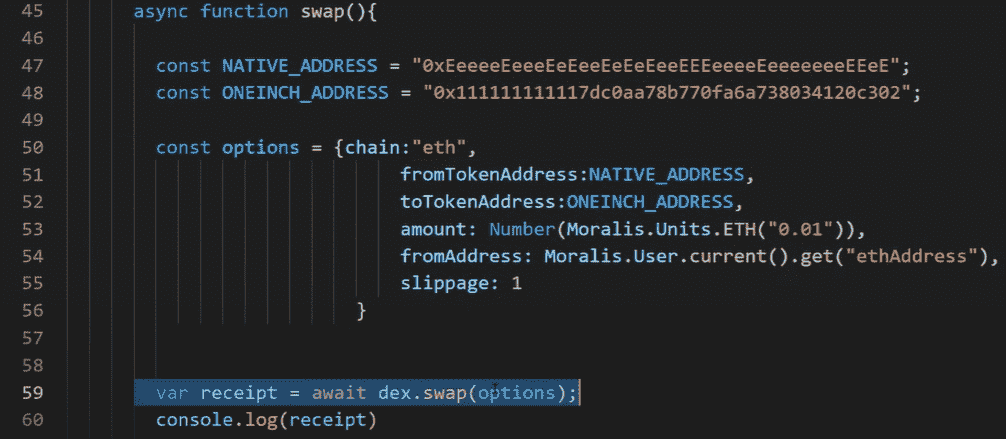 45 async function swap(){
46
47 const NATIVE_ADDRESS = "0xEeeeeEeeeEeEeeEeEeEeeEEEeeeeEeeeeeeeEEeE";
48 const ONEINCH_ADDRESS = "0x111111111117dc0aa78b770fa6a738034120c302";
49
50 const options = {chain:"eth",
51 fromTokenAddress:NATIVE_ADDRESS,
52 toTokenAddress:ONEINCH_ADDRESS,
53 amount: Number(Moralis.Units.ETH("0.01")),
54 fromAddress: Moralis.User.current().get("ethAddress"),
55 slippage: 1
56 }
57
58
59 var receipt = await dex.swap(options);
60 console.log(receipt)